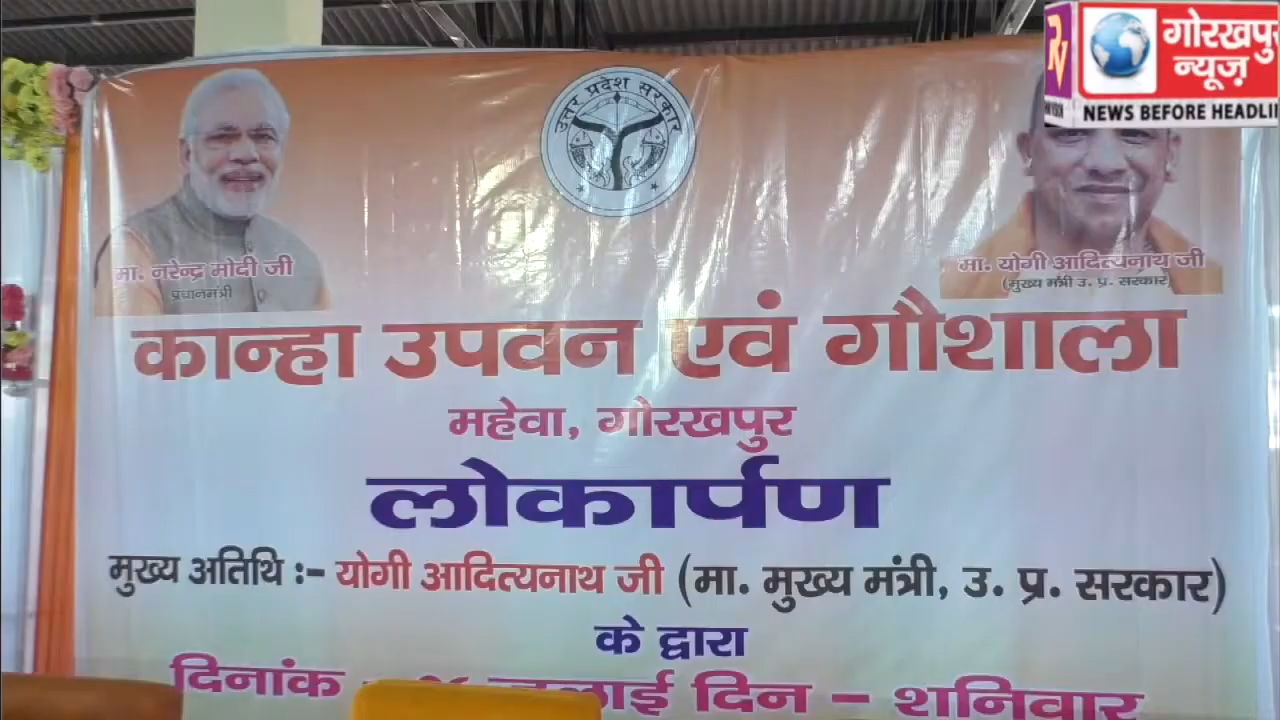 गोरखपुर
न्यूज़
NEWS BEFORE
उत्तर प्रदेश सरकार
मा. नरेन्द्र मोदी जी
प्रधानमंत्री
मा. योगी आदित्यनाथ जी
(मुख्य मंत्री उ. प्र. सरकार)
कान्हा उपवन एवं गौशाला
महेवा, गोरखपुर
लोकार्पण
मुख्य अतिथि :- योगी आदित्यनाथ जी (मा. मुख्य मंत्री, उ. प्र. सरकार)
के द्वारा
दिनांक जुलाई दिन - शनिवार